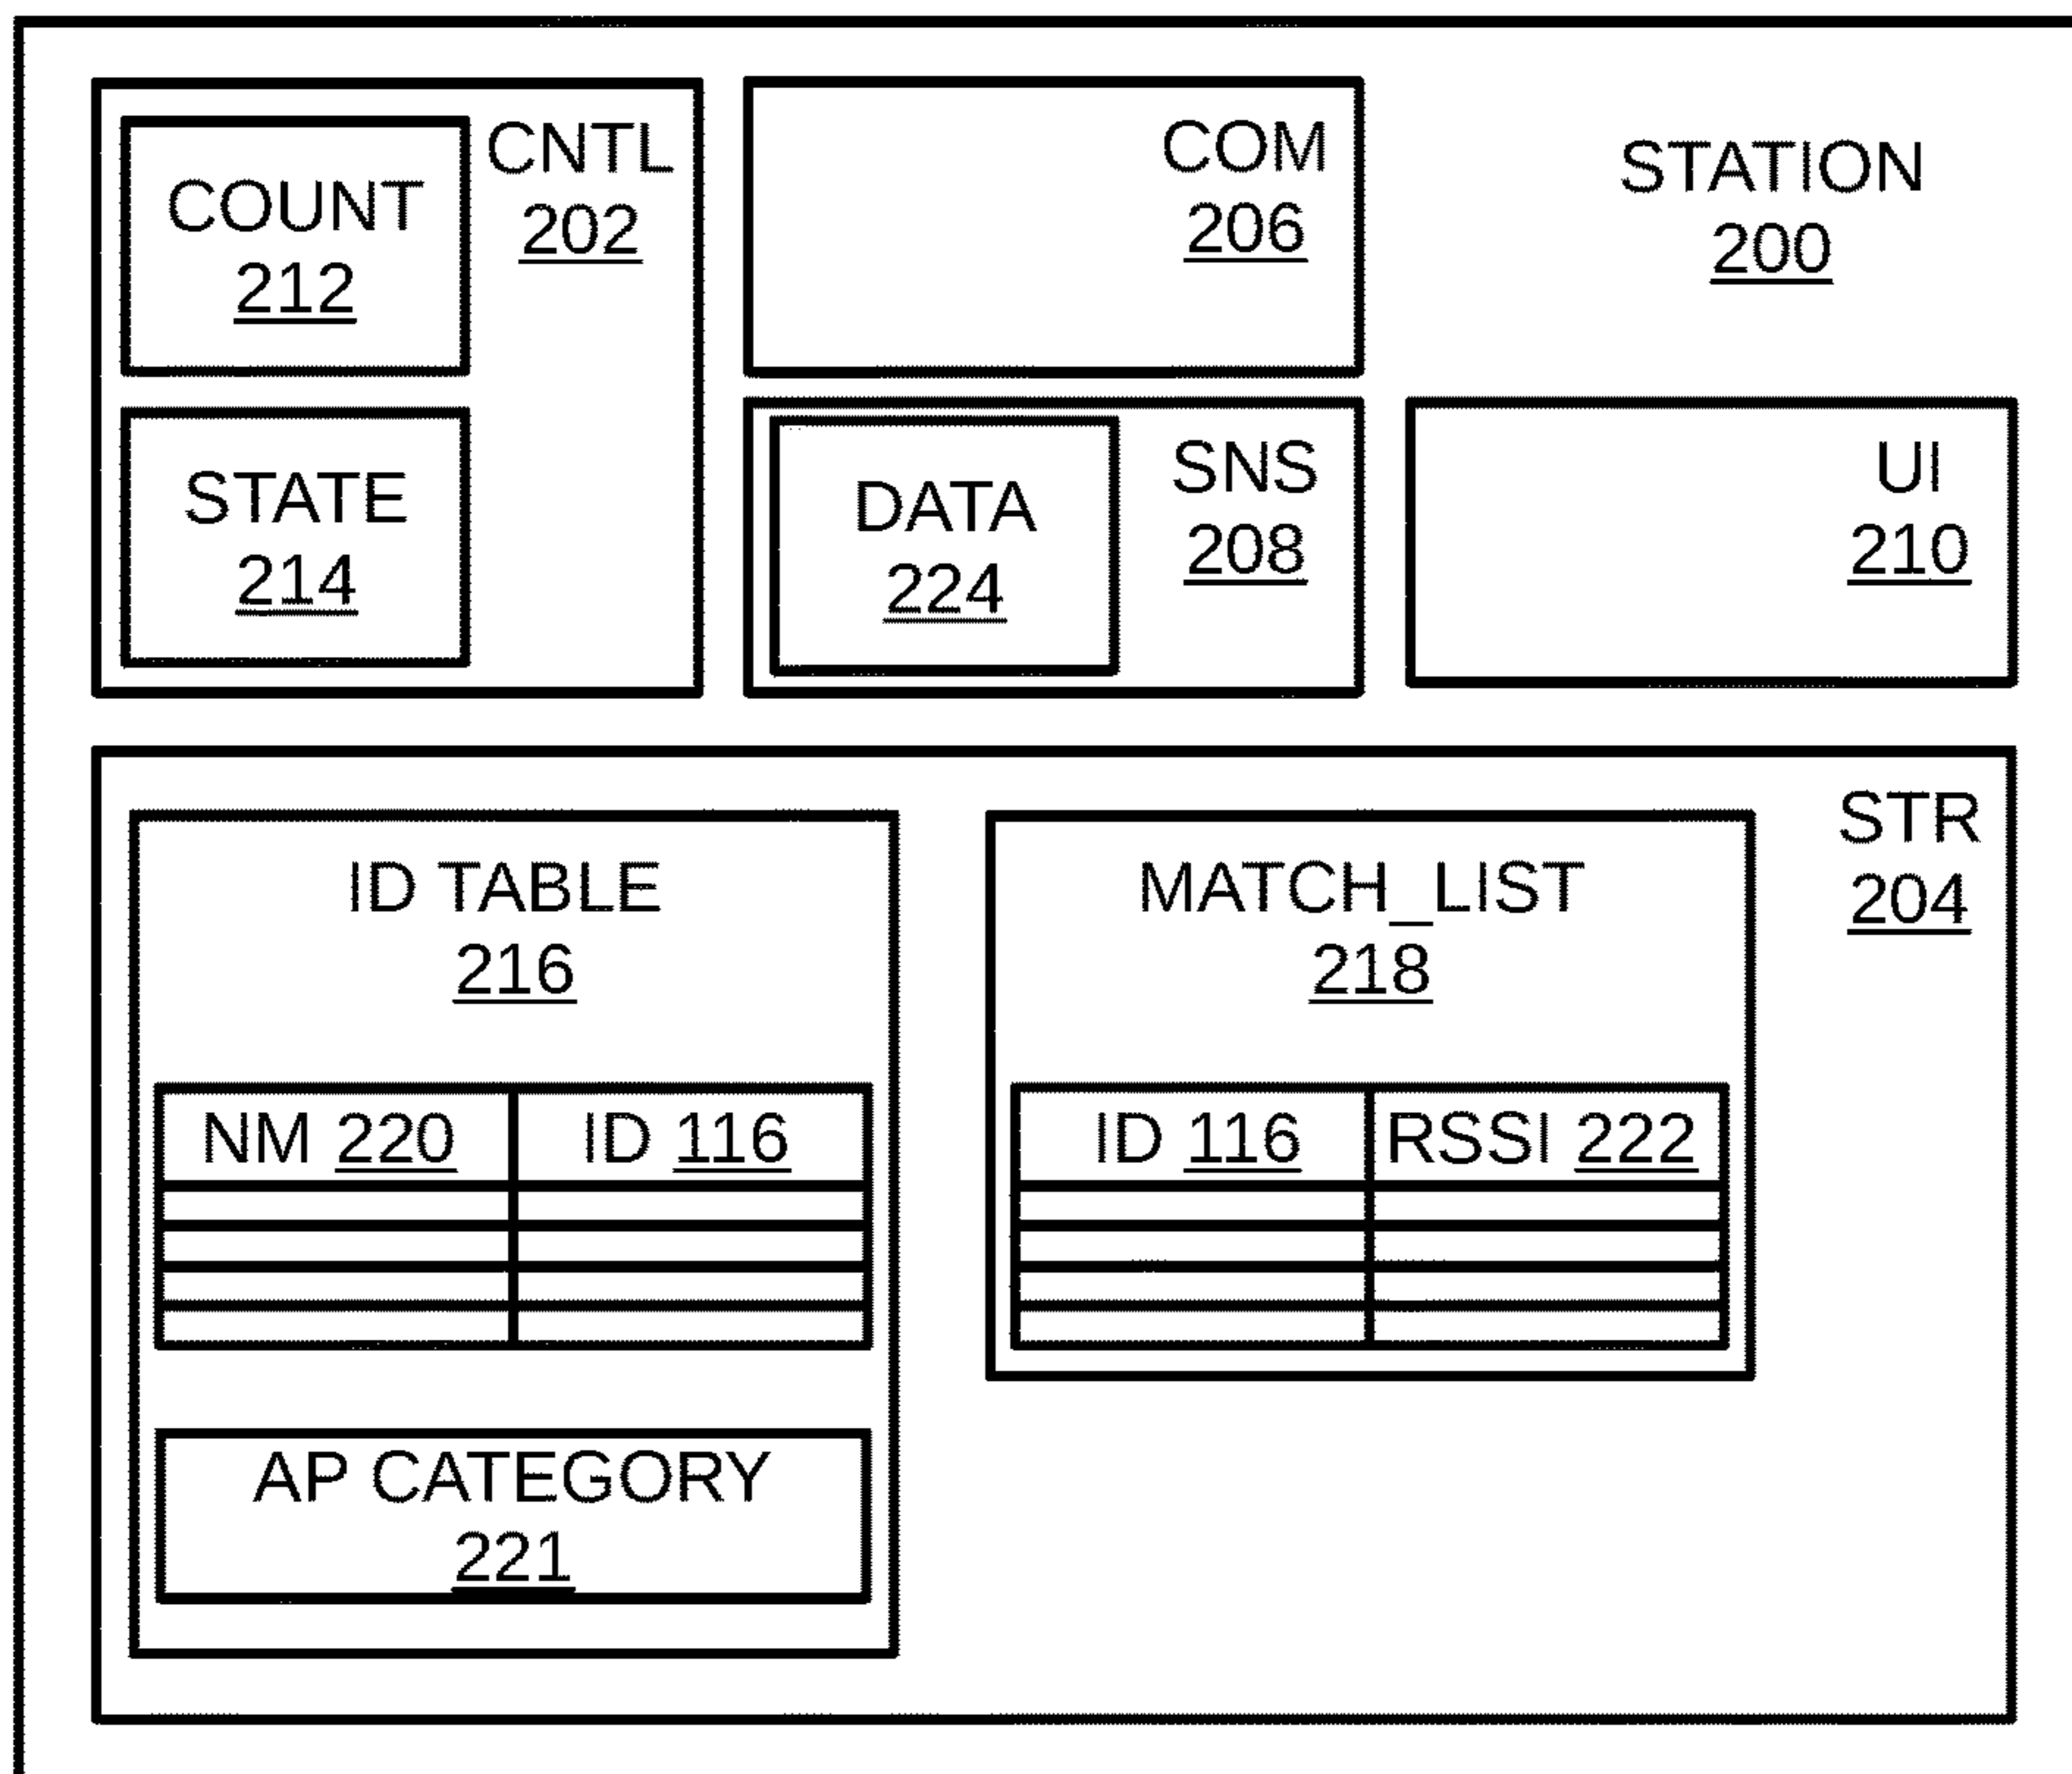 COUNT
212
CNTL
202
STATE
214
COM
206
STATION
200
DATA
224
SNS
208
UI
210
STR
204
ID TABLE
216
NM 220 ID 116
AP CATEGORY
221
MATCH_LIST
218
ID 116 RSSI 222